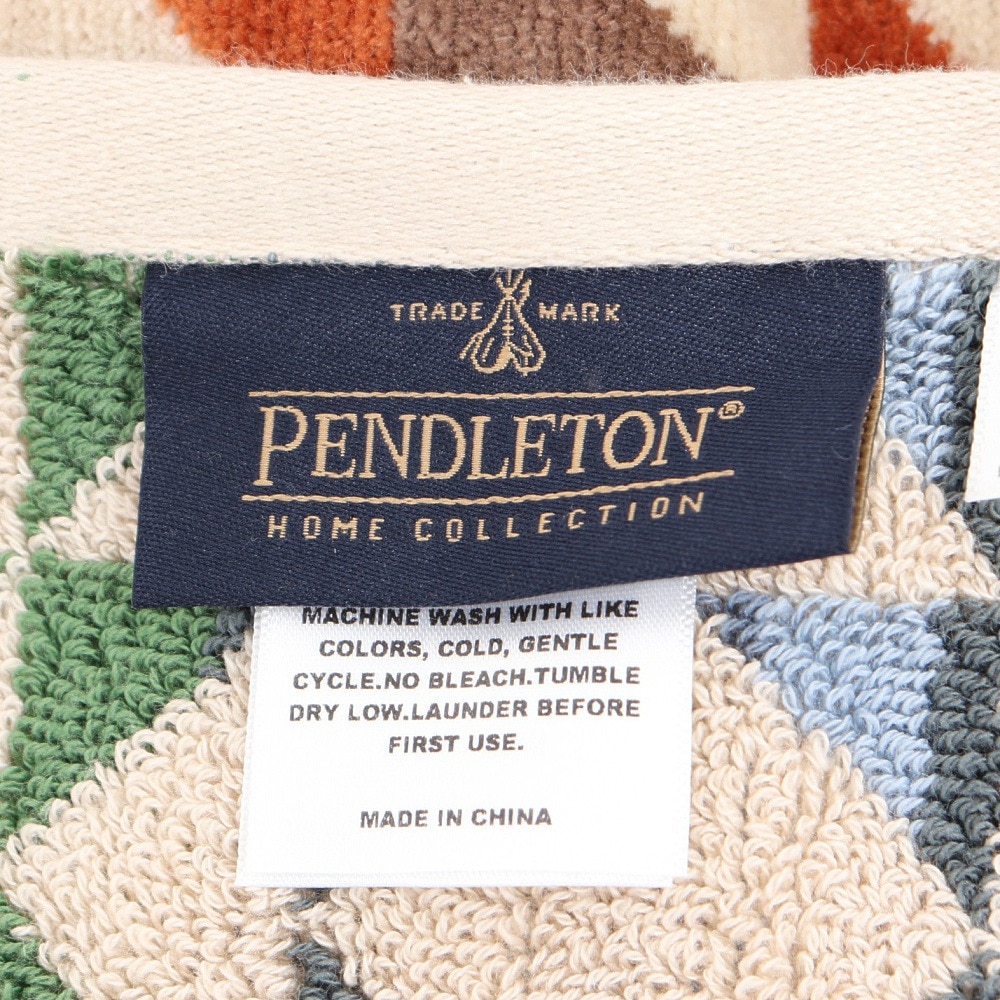 TRADE MARK
PENDLETON®
HOME COLLECTION
MACHINE WASH WITH LIKE
COLORS, COLD, GENTLE
CYCLE.NO BLEACH.TUMBLE
DRY LOW.LAUNDER BEFORE
FIRST USE.
MADE IN CHINA